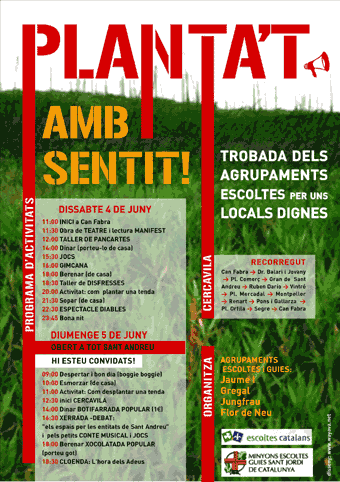 PLANTA'T
AMB
SENTIT!
TROBADA DELS
AGRUPAMENTS
ESCOLTES PER UNS
LOCALS DIGNES
PROGRAMA D'ACTIVITATS
DISSABTE 4 DE JUNY
11:00 INICI a Can Fabra
11:30 Obra de TEATRE i lectura MANIFEST
12:00 TALLER DE PANCARTES
14:00 Dinar (porteu-lo de casa)
15:30 JOCS
16:00 GIMCANA
18:00 Berenar (de casa)
18:30 Taller de DISFRESSES
20:00 Activitat: com plantar una tenda
21:30 Sopar (de casa)
22:30 ESPECTACLE DIABLES
23:45 Bona nit
DIUMENGE 5 DE JUNY
OBERT A TOT SANT ANDREU
HI ESTEU CONVIDATS!
09:00 Despertar i bon dia (boggie boggie)
10:00 Esmorzar (de casa)
11:00 Activitat: Com desplantar una tenda
12:30 inici CERCAVILA
14:00 Dinar BOTIFARRADA POPULAR (1€)
16:30 XERRADA -DEBAT:
"els espais per les entitats de Sant Andreu"
i pels petits CONTE MUSICAL I JOCS
18:00 Berenar XOCOLATADA POPULAR
(porteu got)
18:30 CLOENDA: L'hora dels Adeus
CERCAVILA
RECORREGUT
Can Fabra → Dr. Balari i Jovany
→ Pl. Comerç → Gran de Sant
Andreu → Ruben Darío → Virgili
→ Pl. Mercadal → Montpeller
→ Renart → Pons i Gallarza →
Pl. Orfila → Segre → Can Fabra
ORGANITZA
AGRUPAMENTS
ESCOLTES I GUIES:
Jaume I
Gregal
Jungfrau
Flor de Neu
escoltes catalans
MINYONS ESCOLTES
GUIES SANT JORDI
DE CATALUNYA